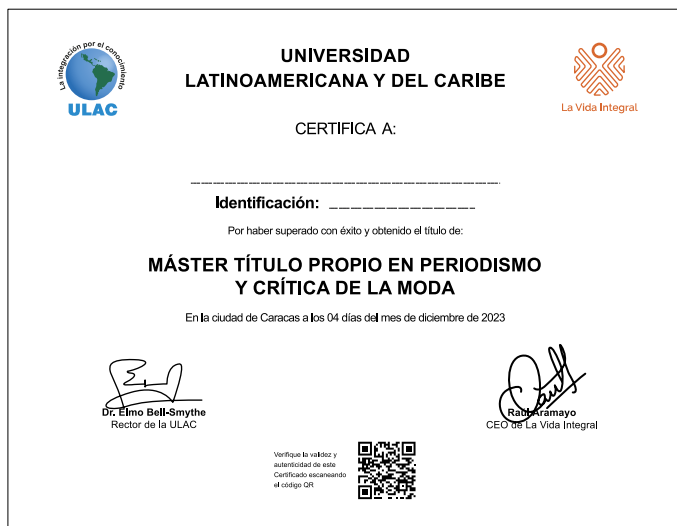 La integración por el conocimiento
ULAC
UNIVERSIDAD
LATINOAMERICANA Y DEL CARIBE
La Vida Integral
CERTIFICA A:
Identificación:
Por haber superado con éxito y obtenido el título de:
MÁSTER TÍTULO PROPIO EN PERIODISMO
Y CRÍTICA DE LA MODA
En la ciudad de Caracas a los 04 días del mes de diciembre de 2023
Dr. Elmo Bell-Smythe
Rector de la ULAC
Raúl Aramayo
CEO de La Vida Integral
Verifique la validez y
autenticidad de este
Certificado escaneando
el código QR